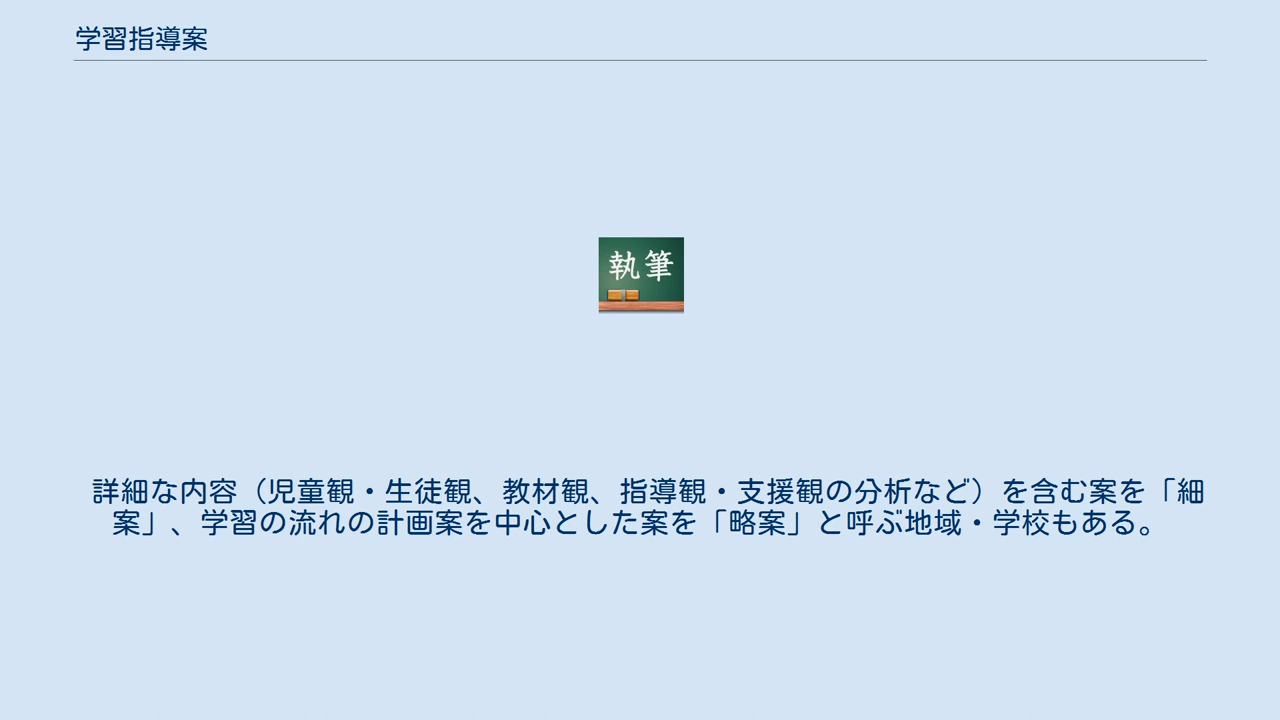 学習指導案
執筆
詳細な内容（児童観・生徒観、教材観、指導観・支援観の分析など）を含む案を「細
案」、学習の流れの計画案を中心とした案を「略案」と呼ぶ地域・学校もある。